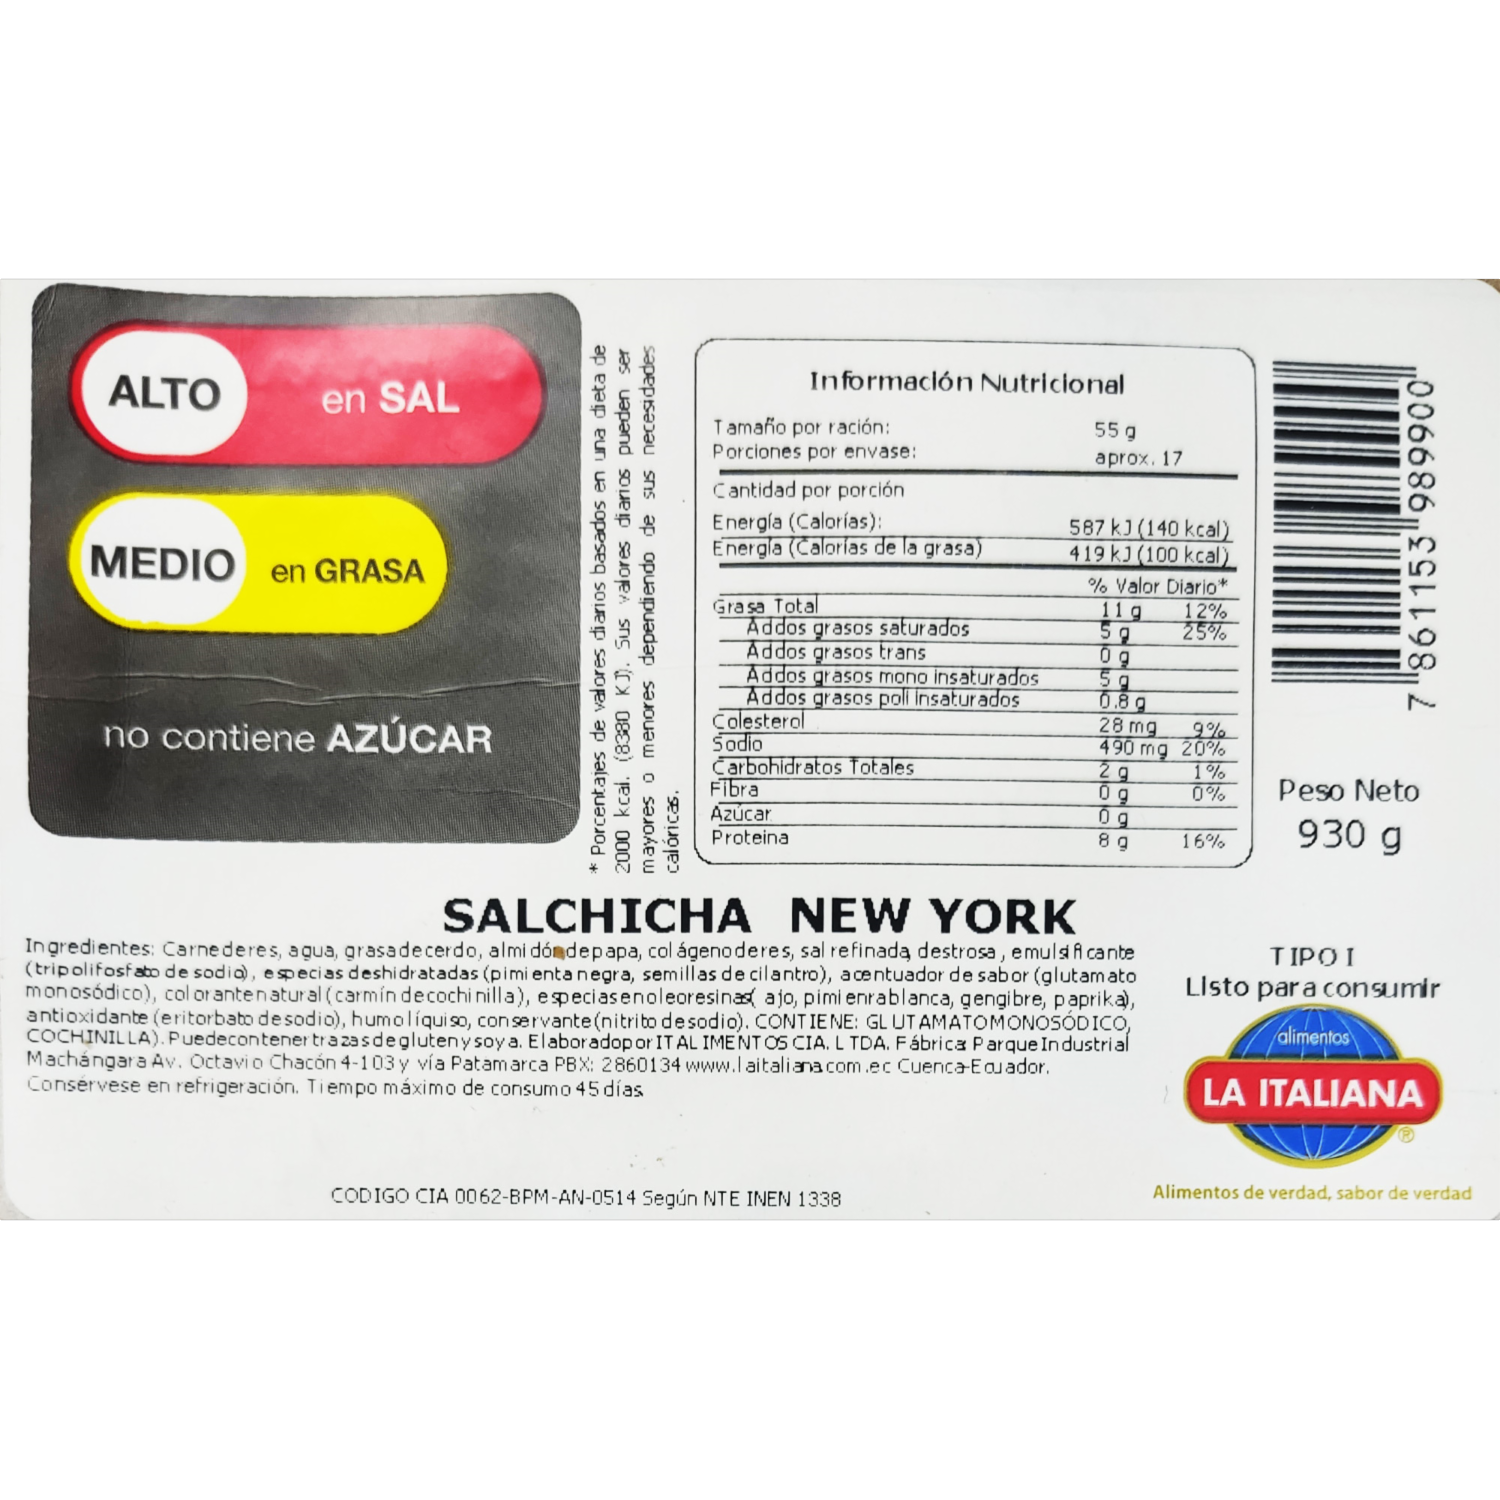 ALTO en SAL
MEDIO en GRASA
no contiene AZÚCAR
* Porcentajes de valores diarios basados en una dieta de
2000 kcal. (8380 KJ). Sus valores diarios pueden ser
mayores o menores dependiendo de sus necesidades
calóricas.
Información Nutricional
Tamaño por ración: 55 g
Porciones por envase: aprox. 17
Cantidad por porción
Energía (Calorías): 587 kJ (140 kcal)
Energía (Calorías de la grasa) 419 kJ (100 kcal)
% Valor Diario*
Grasa Total 11 g 12%
Ácidos grasos saturados 5 g 25%
Ácidos grasos trans 0 g
Ácidos grasos mono insaturados 5 g
Ácidos grasos poli insaturados 0.8 g
Colesterol 28 mg 9%
Sodio 490 mg 20%
Carbohidratos Totales 2 g 1%
Fibra 0 g 0%
Azúcar 0 g
Proteina 8 g 16%
7 861153 989900
Peso Neto
930 g
SALCHICHA NEW YORK
Ingredientes: Carne de res, agua, grasa de cerdo, almidón de papa, colágeno de res, sal refinada, destrosa, emulsificante
(tripolifosfato de sodio), especias deshidratadas (pimienta negra, semillas de cilantro), acentuador de sabor (glutamato
monosódico), colorante natural (carmín de cochinilla), especias en oleoresinas( ajo, pimienra blanca, gengibre, paprika),
antioxidante (eritorbato de sodio), humo líquiso, conservante (nitrito de sodio). CONTIENE: GLUTAMATO MONOSÓDICO,
COCHINILLA). Puede contener trazas de gluten y soya. Elaborado por ITALIMENTOS CIA. LTDA. Fábrica: Parque Industrial
Machángara Av. Octavio Chacón 4-103 y vía Patamarca PBX: 2860134 www.laitaliana.com.ec Cuenca-Ecuador.
Consérvese en refrigeración. Tiempo máximo de consumo 45 días
TIPO I
Listo para consumir
alimentos
LA ITALIANA
®
Alimentos de verdad, sabor de verdad
CODIGO CIA 0062-BPM-AN-0514 Según NTE INEN 1338